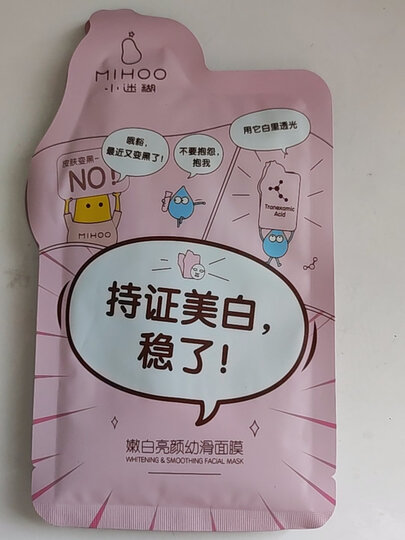 MIHOO
小迷糊
哦粉，
最近又变黑了！
不要抱怨，
抱我
用它白里透光
皮肤变黑-
NO!
MIHOO
Tranexamic
Acid
持证美白，
稳了！
嫩白亮颜幼滑面膜
WHITENING & SMOOTHING FACIAL MASK